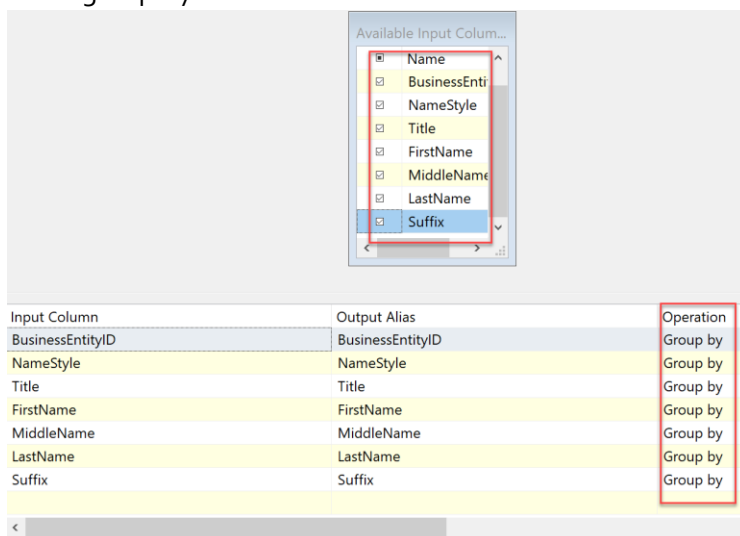 Available Input Colum...
Name
BusinessEnti
NameStyle
Title
FirstName
MiddleName
LastName
Suffix
Input Column Output Alias Operation
BusinessEntityID BusinessEntityID Group by
NameStyle NameStyle Group by
Title Title Group by
FirstName FirstName Group by
MiddleName MiddleName Group by
LastName LastName Group by
Suffix Suffix Group by